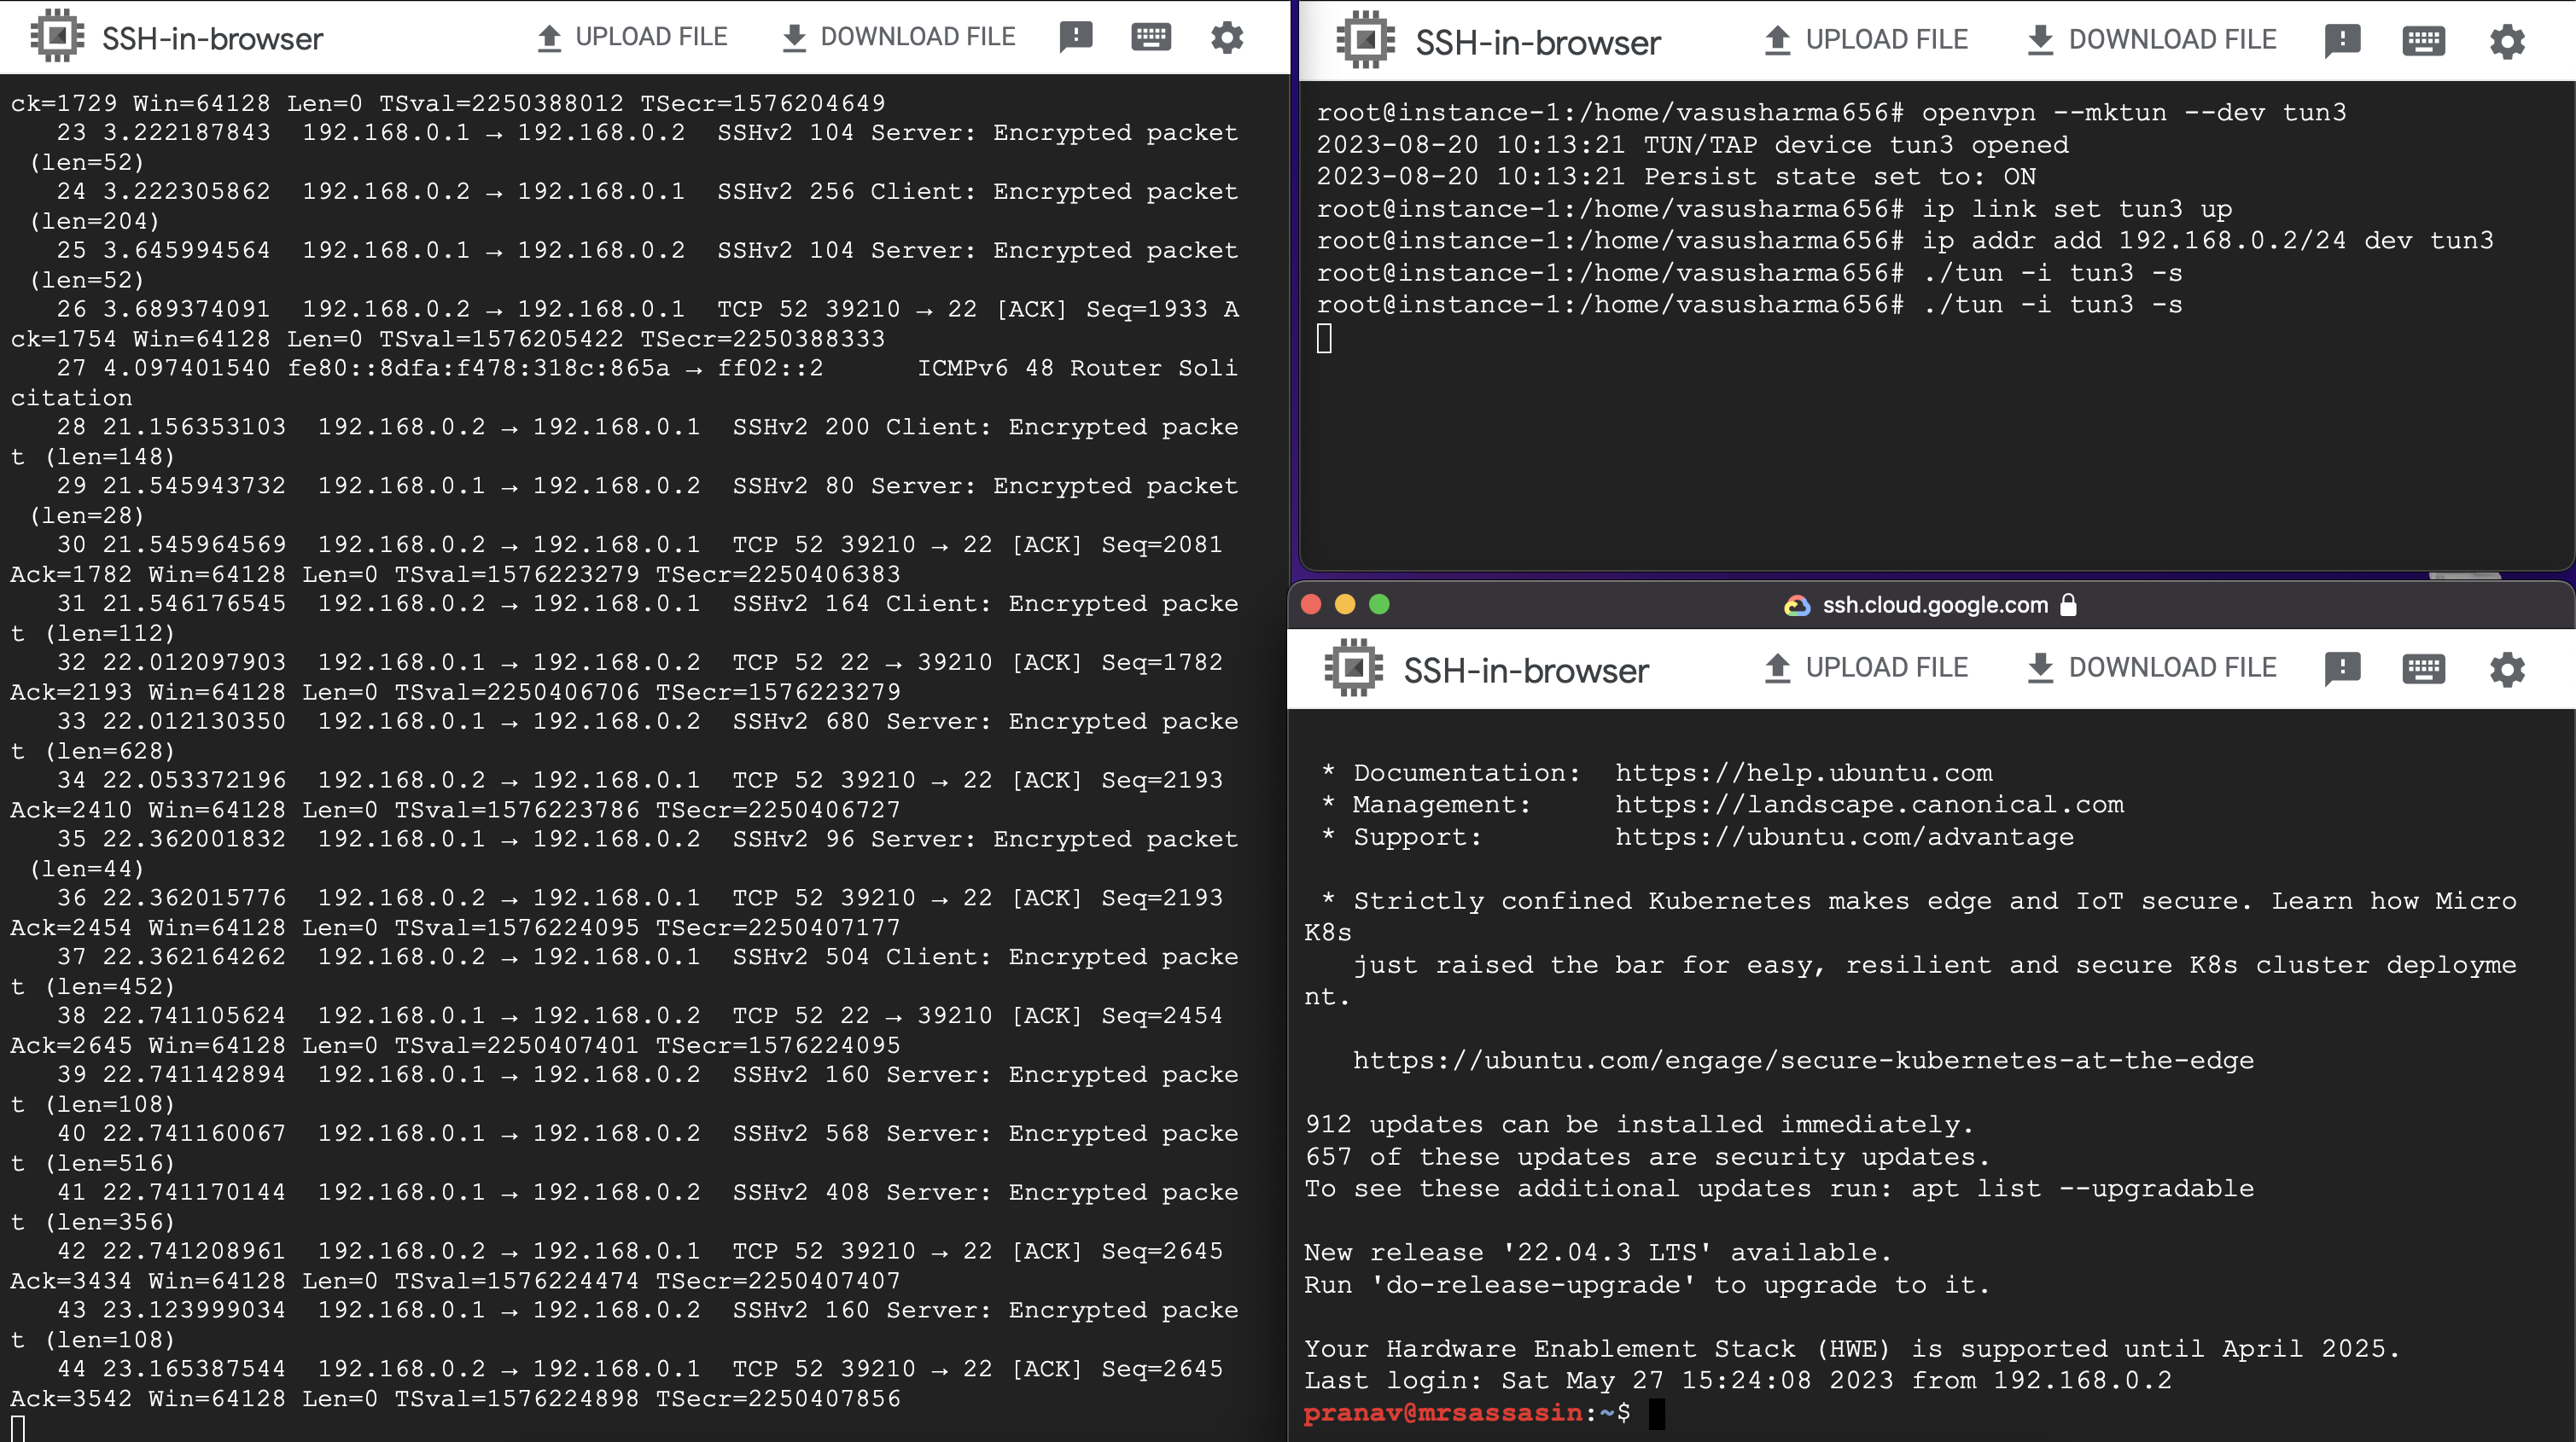 SSH-in-browser UPLOAD FILE DOWNLOAD FILE
ck=1729 Win=64128 Len=0 TSval=2250388012 TSecr=1576204649
23 3.222187843 192.168.0.1 → 192.168.0.2 SSHv2 104 Server: Encrypted packet
(len=52)
24 3.222305862 192.168.0.2 → 192.168.0.1 SSHv2 256 Client: Encrypted packet
(len=204)
25 3.645994564 192.168.0.1 → 192.168.0.2 SSHv2 104 Server: Encrypted packet
(len=52)
26 3.689374091 192.168.0.2 → 192.168.0.1 TCP 52 39210 → 22 [ACK] Seq=1933 A
ck=1754 Win=64128 Len=0 TSval=1576205422 TSecr=2250388333
27 4.097401540 fe80::8dfa:f478:318c:865a → ff02::2 ICMPv6 48 Router Soli
citation
28 21.156353103 192.168.0.2 → 192.168.0.1 SSHv2 200 Client: Encrypted packe
t (len=148)
29 21.545943732 192.168.0.1 → 192.168.0.2 SSHv2 80 Server: Encrypted packet
(len=28)
30 21.545964569 192.168.0.2 → 192.168.0.1 TCP 52 39210 → 22 [ACK] Seq=2081
Ack=1782 Win=64128 Len=0 TSval=1576223279 TSecr=2250406383
31 21.546176545 192.168.0.2 → 192.168.0.1 SSHv2 164 Client: Encrypted packe
t (len=112)
32 22.012097903 192.168.0.1 → 192.168.0.2 TCP 52 22 → 39210 [ACK] Seq=1782
Ack=2193 Win=64128 Len=0 TSval=2250406706 TSecr=1576223279
33 22.012130350 192.168.0.1 → 192.168.0.2 SSHv2 680 Server: Encrypted packe
t (len=628)
34 22.053372196 192.168.0.2 → 192.168.0.1 TCP 52 39210 → 22 [ACK] Seq=2193
Ack=2410 Win=64128 Len=0 TSval=1576223786 TSecr=2250406727
35 22.362001832 192.168.0.1 → 192.168.0.2 SSHv2 96 Server: Encrypted packet
(len=44)
36 22.362015776 192.168.0.2 → 192.168.0.1 TCP 52 39210 → 22 [ACK] Seq=2193
Ack=2454 Win=64128 Len=0 TSval=1576224095 TSecr=2250407177
37 22.362164262 192.168.0.2 → 192.168.0.1 SSHv2 504 Client: Encrypted packe
t (len=452)
38 22.741105624 192.168.0.1 → 192.168.0.2 TCP 52 22 → 39210 [ACK] Seq=2454
Ack=2645 Win=64128 Len=0 TSval=2250407401 TSecr=1576224095
39 22.741142894 192.168.0.1 → 192.168.0.2 SSHv2 160 Server: Encrypted packe
t (len=108)
40 22.741160067 192.168.0.1 → 192.168.0.2 SSHv2 568 Server: Encrypted packe
t (len=516)
41 22.741170144 192.168.0.1 → 192.168.0.2 SSHv2 408 Server: Encrypted packe
t (len=356)
42 22.741208961 192.168.0.2 → 192.168.0.1 TCP 52 39210 → 22 [ACK] Seq=2645
Ack=3434 Win=64128 Len=0 TSval=1576224474 TSecr=2250407407
43 23.123999034 192.168.0.1 → 192.168.0.2 SSHv2 160 Server: Encrypted packe
t (len=108)
44 23.165387544 192.168.0.2 → 192.168.0.1 TCP 52 39210 → 22 [ACK] Seq=2645
Ack=3542 Win=64128 Len=0 TSval=1576224898 TSecr=2250407856
SSH-in-browser UPLOAD FILE DOWNLOAD FILE
root@instance-1:/home/vasusharma656# openvpn --mktun --dev tun3
2023-08-20 10:13:21 TUN/TAP device tun3 opened
2023-08-20 10:13:21 Persist state set to: ON
root@instance-1:/home/vasusharma656# ip link set tun3 up
root@instance-1:/home/vasusharma656# ip addr add 192.168.0.2/24 dev tun3
root@instance-1:/home/vasusharma656# ./tun -i tun3 -s
root@instance-1:/home/vasusharma656# ./tun -i tun3 -s
ssh.cloud.google.com
SSH-in-browser UPLOAD FILE DOWNLOAD FILE
* Documentation: https://help.ubuntu.com
* Management: https://landscape.canonical.com
* Support: https://ubuntu.com/advantage
* Strictly confined Kubernetes makes edge and IoT secure. Learn how Micro
K8s
just raised the bar for easy, resilient and secure K8s cluster deployme
nt.
https://ubuntu.com/engage/secure-kubernetes-at-the-edge
912 updates can be installed immediately.
657 of these updates are security updates.
To see these additional updates run: apt list --upgradable
New release '22.04.3 LTS' available.
Run 'do-release-upgrade' to upgrade to it.
Your Hardware Enablement Stack (HWE) is supported until April 2025.
Last login: Sat May 27 15:24:08 2023 from 192.168.0.2
pranav@mrsassasin:~$